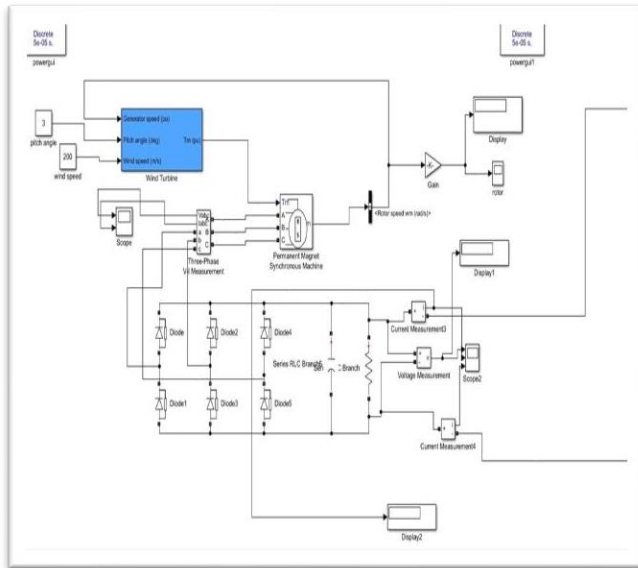 Discrete
5e-05 s.
powergui
Discrete
5e-05 s.
powergui1
Generator speed (pu)
Pitch angle (deg)
Wind speed (m/s)
Tm (pu)
Wind Turbine
3
pitch angle
200
wind speed
Display
Gain
rotor
Scope
A
B
C
A
B
C
Three-Phase
V-I Measurement
Tm
A
B
C
m
Permanent Magnet
Synchronous Machine
<Rotor speed wm (rad/s)>
Display1
Diode
Diode2
Diode4
Current Measurement3
Series RLC Branch
Branch
Voltage Measurement
Scope2
Diode1
Diode3
Diode5
Current Measurement4
Display2